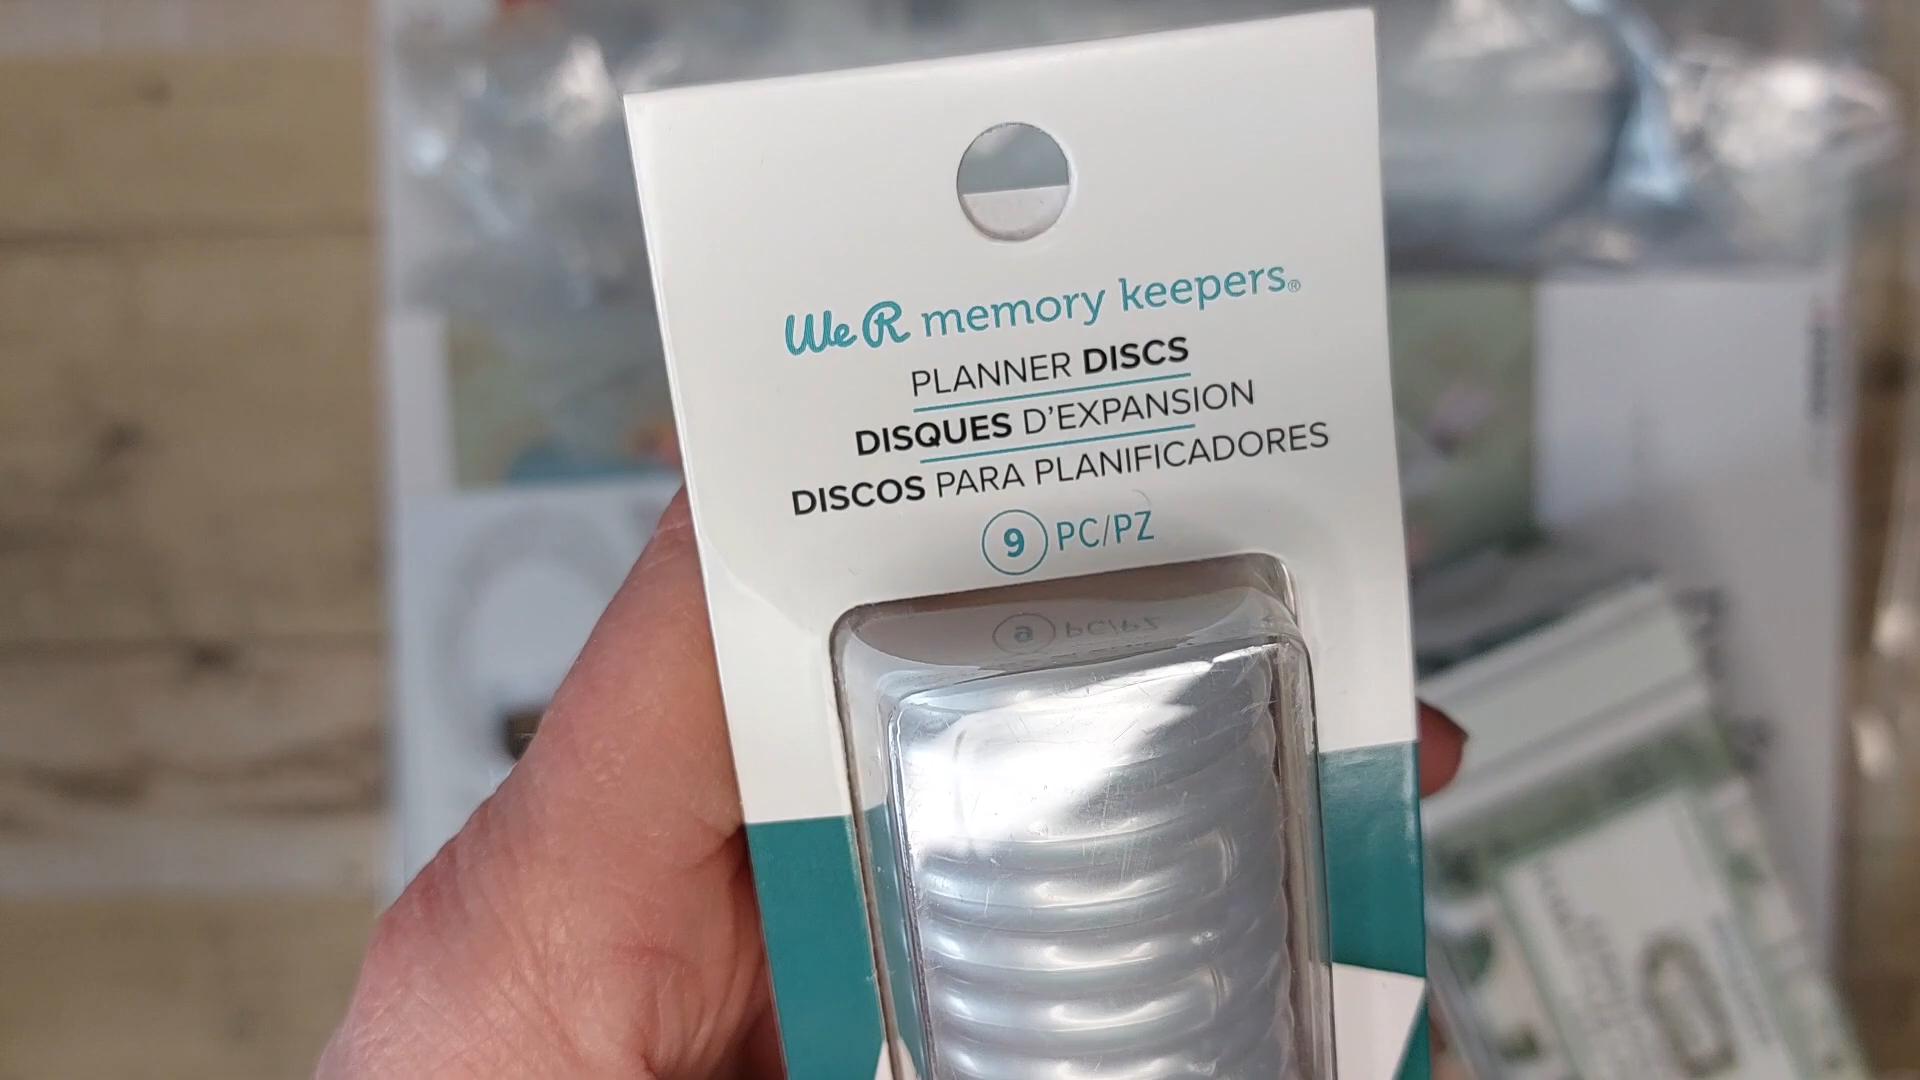 We R memory keepers®
PLANNER DISCS
DISQUES D'EXPANSION
DISCOS PARA PLANIFICADORES
9 PC/PZ